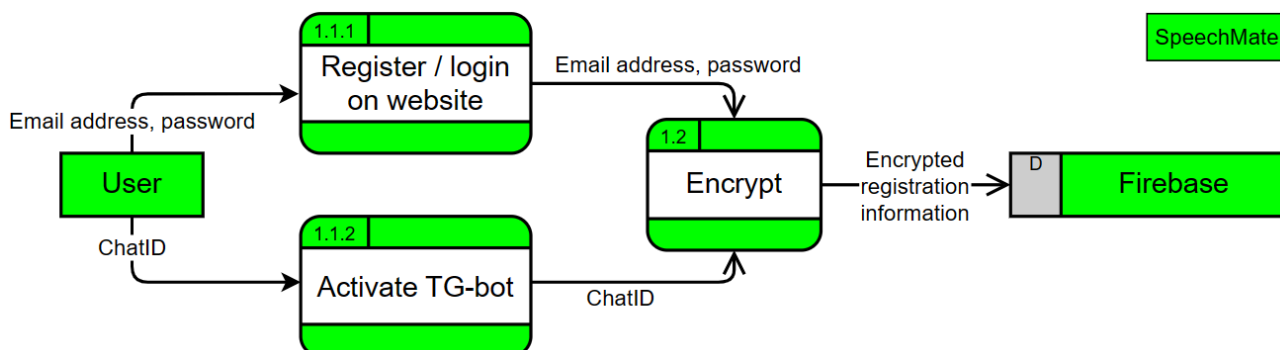 SpeechMate
1.1.1
Register / login
on website
Email address, password
Email address, password
User
ChatID
1.1.2
Activate TG-bot
ChatID
1.2
Encrypt
Encrypted
registration
information
D
Firebase